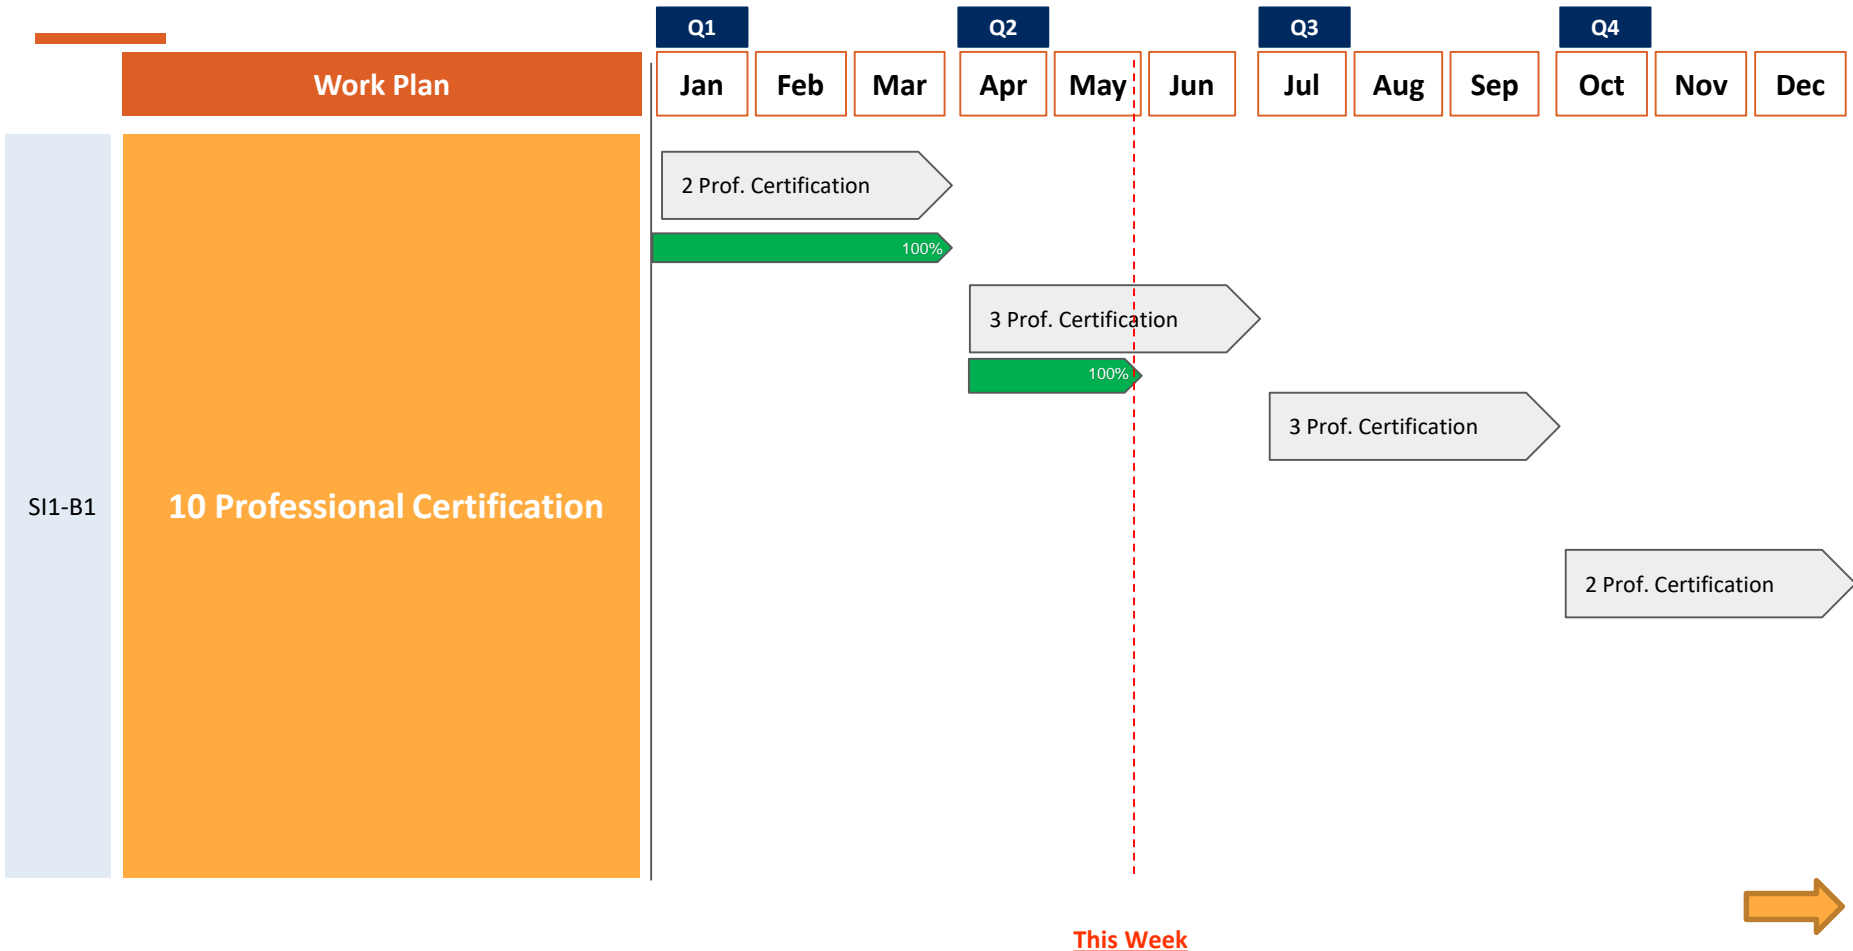 Q1
Q2
Q3
Q4
Work Plan
Jan
Feb
Mar
Apr
May
Jun
Jul
Aug
Sep
Oct
Nov
Dec
SI1-B1
10 Professional Certification
2 Prof. Certification
100%
3 Prof. Certification
100%
3 Prof. Certification
2 Prof. Certification
This Week